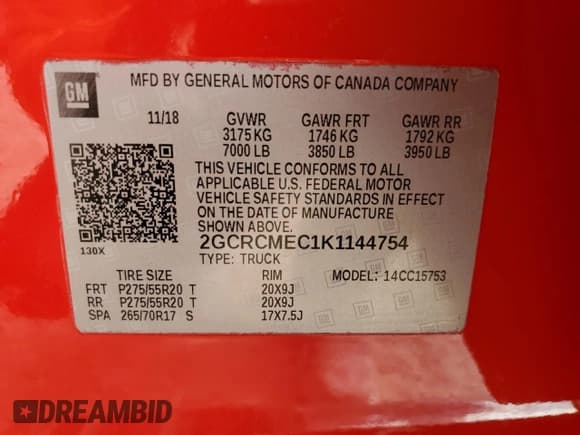 GM
MFD BY GENERAL MOTORS OF CANADA COMPANY
11/18 GVWR GAWR FRT GAWR RR
3175 KG 1746 KG 1792 KG
7000 LB 3850 LB 3950 LB
THIS VEHICLE CONFORMS TO ALL
APPLICABLE U.S. FEDERAL MOTOR
VEHICLE SAFETY STANDARDS IN EFFECT
ON THE DATE OF MANUFACTURE
SHOWN ABOVE.
130X
2GCRCMEC1K1144754
TYPE: TRUCK
TIRE SIZE RIM MODEL: 14CC15753
FRT P275/55R20 T 20X9J
RR P275/55R20 T 20X9J
SPA 265/70R17 S 17X7.5J
DREAMBID